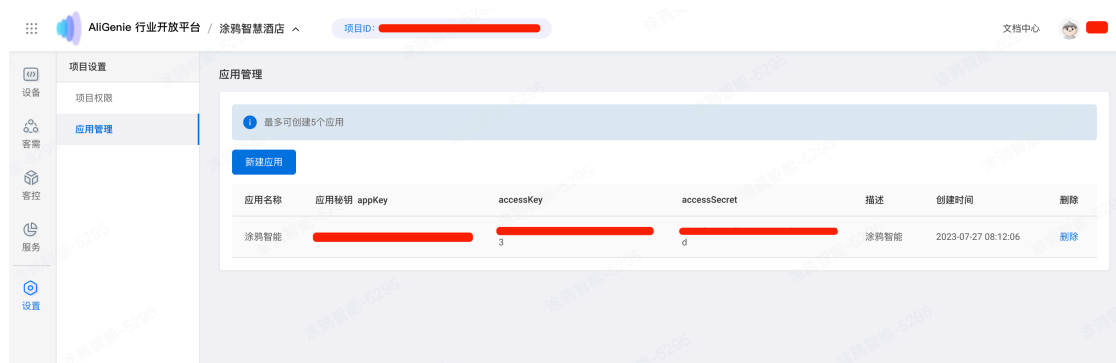 AliGenie 行业开放平台 / 涂鸦智慧酒店 项目ID: 文档中心
设备
客需
客控
服务
设置
项目设置
项目权限
应用管理
应用管理
最多可创建5个应用
新建应用
应用名称 应用秘钥 appKey accessKey accessSecret 描述 创建时间 删除
涂鸦智能 3 d 涂鸦智能 2023-07-27 08:12:06 删除
涂鸦智能-5295